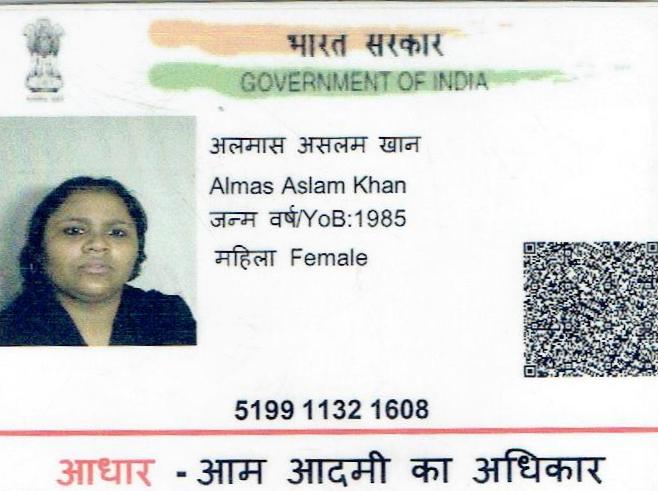 भारत सरकार
GOVERNMENT OF INDIA
अलमास असलम खान
Almas Aslam Khan
जन्म वर्ष/YoB:1985
महिला Female
5199 1132 1608
आधार - आम आदमी का अधिकार